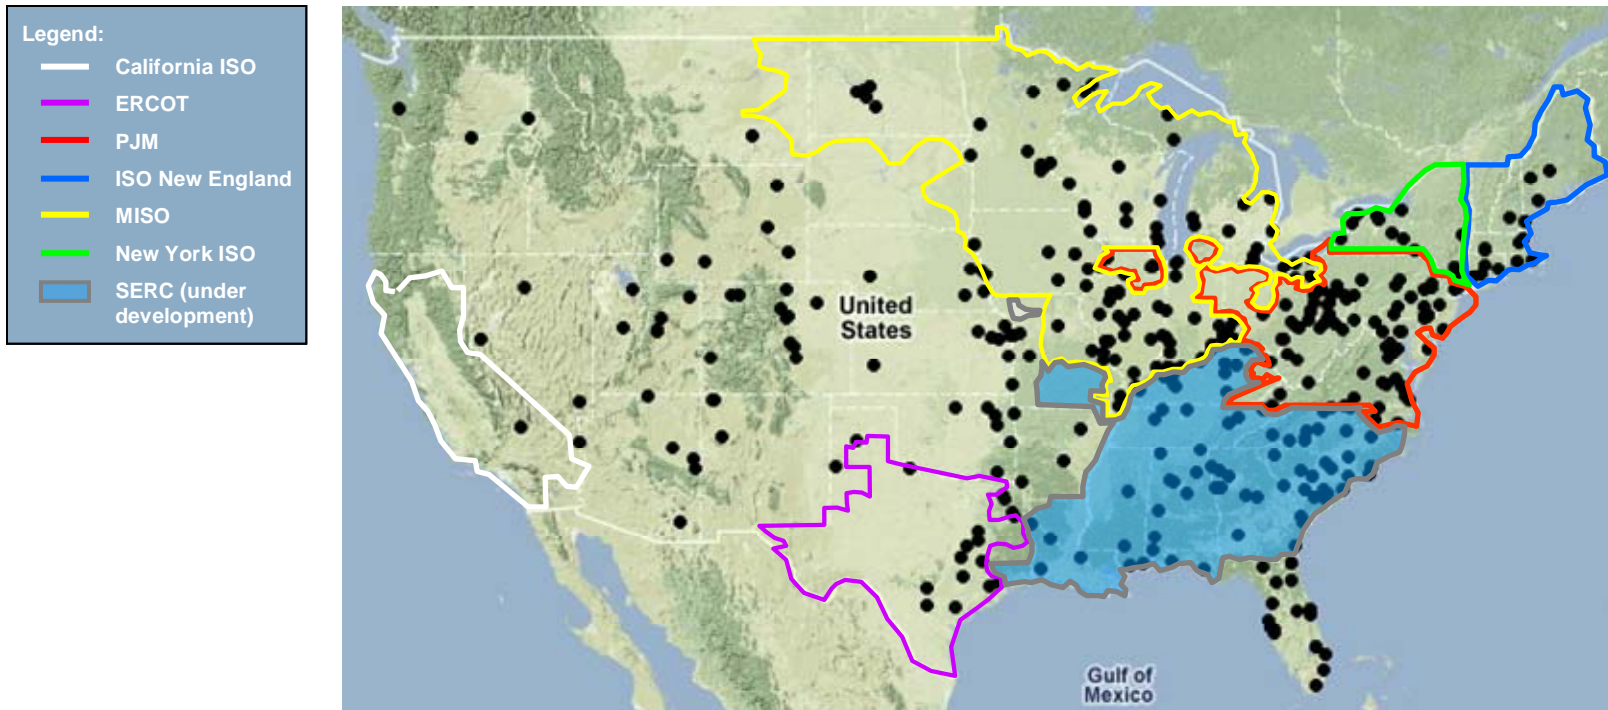 Legend:
California ISO
ERCOT
PJM
ISO New England
MISO
New York ISO
SERC (under
development)
United
States
Gulf of
Mexico